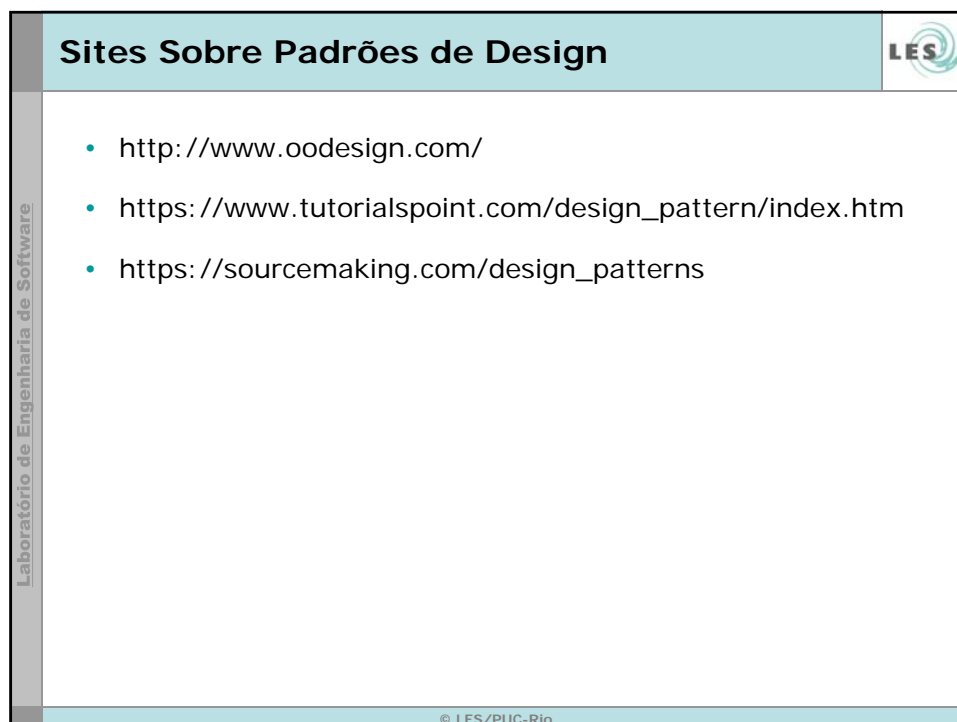 Sites Sobre Padrões de Design
LES
• http://www.oodesign.com/
• https://www.tutorialspoint.com/design_pattern/index.htm
• https://sourcemaking.com/design_patterns
Laboratório de Engenharia de Software
© LES/PUC-Rio